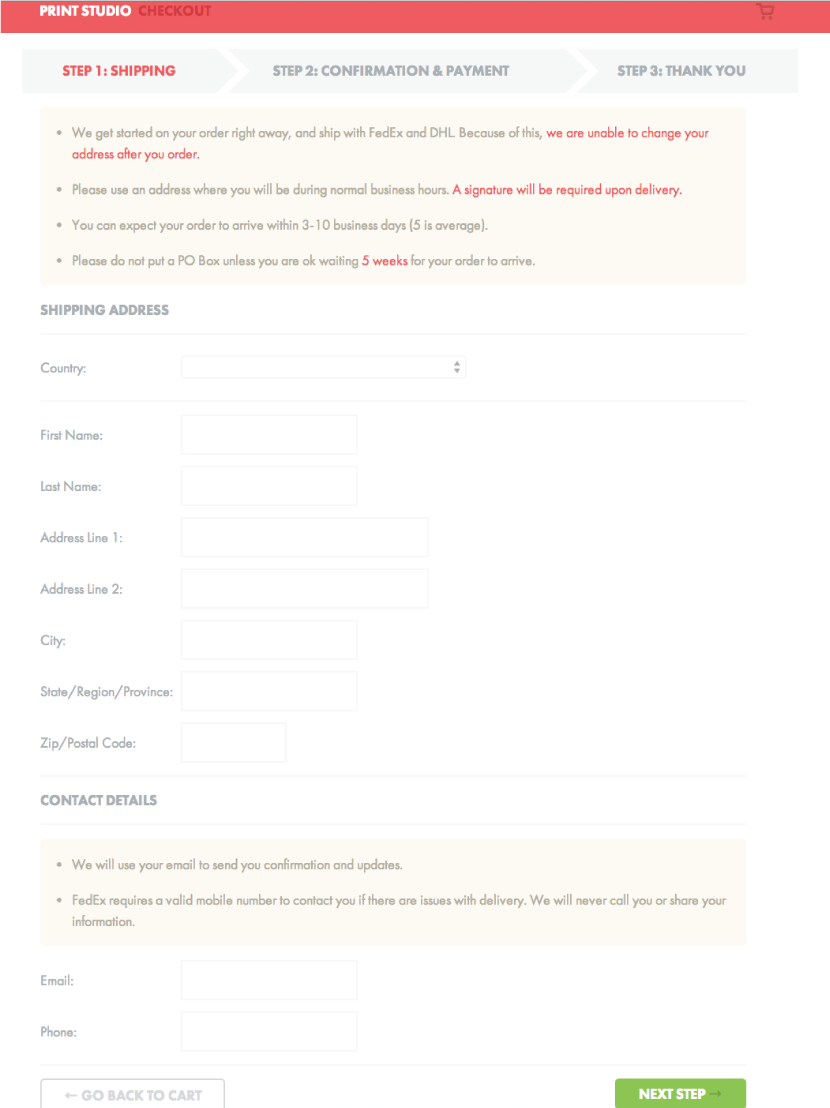 PRINT STUDIO CHECKOUT
STEP 1: SHIPPING STEP 2: CONFIRMATION & PAYMENT STEP 3: THANK YOU
• We get started on your order right away, and ship with FedEx and DHL. Because of this, we are unable to change your
address after you order.
• Please use an address where you will be during normal business hours. A signature will be required upon delivery.
• You can expect your order to arrive within 3-10 business days (5 is average).
• Please do not put a PO Box unless you are ok waiting 5 weeks for your order to arrive.
SHIPPING ADDRESS
Country:
First Name:
Last Name:
Address Line 1:
Address Line 2:
City:
State/Region/Province:
Zip/Postal Code:
CONTACT DETAILS
• We will use your email to send you confirmation and updates.
• FedEx requires a valid mobile number to contact you if there are issues with delivery. We will never call you or share your
information.
Email:
Phone:
← GO BACK TO CART NEXT STEP →